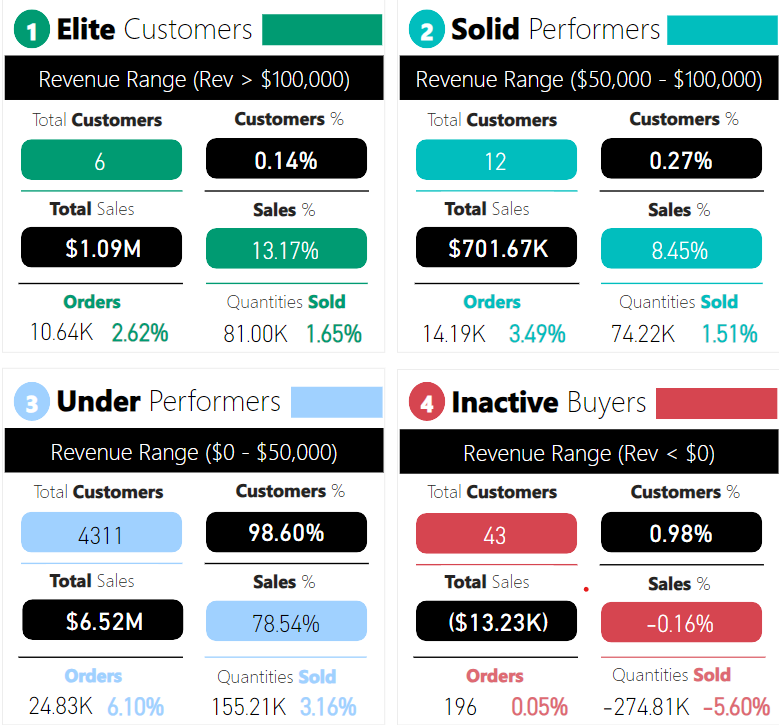 1 Elite Customers
Revenue Range (Rev > $100,000)
Total Customers
Customers %
6
0.14%
Total Sales
Sales %
$1.09M
13.17%
Orders
Quantities Sold
10.64K 2.62%
81.00K 1.65%
2 Solid Performers
Revenue Range ($50,000 - $100,000)
Total Customers
Customers %
12
0.27%
Total Sales
Sales %
$701.67K
8.45%
Orders
Quantities Sold
14.19K 3.49%
74.22K 1.51%
3 Under Performers
Revenue Range ($0 - $50,000)
Total Customers
Customers %
4311
98.60%
Total Sales
Sales %
$6.52M
78.54%
Orders
Quantities Sold
24.83K 6.10%
155.21K 3.16%
4 Inactive Buyers
Revenue Range (Rev < $0)
Total Customers
Customers %
43
0.98%
Total Sales
Sales %
($13.23K)
-0.16%
Orders
Quantities Sold
196 0.05%
-274.81K -5.60%